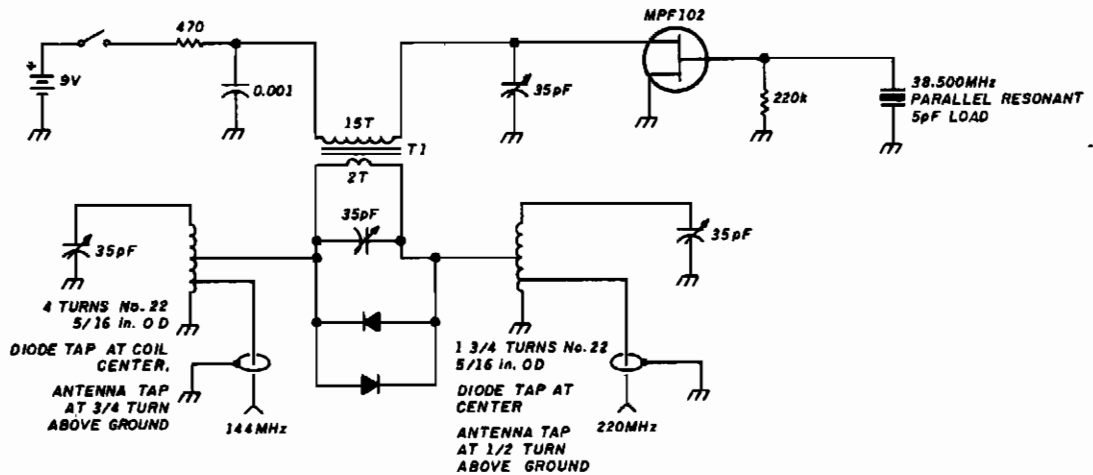 470
MPF102
+
9V
0.001
35pF
220k
38.500MHz
PARALLEL RESONANT
5pF LOAD
15T
T1
2T
35pF
35pF
35pF
4 TURNS No. 22
5/16 in. OD
DIODE TAP AT COIL
CENTER.
ANTENNA TAP
AT 3/4 TURN
ABOVE GROUND
144MHz
1 3/4 TURNS No. 22
5/16 in. OD
DIODE TAP AT
CENTER
ANTENNA TAP
AT 1/2 TURN
ABOVE GROUND
220MHz